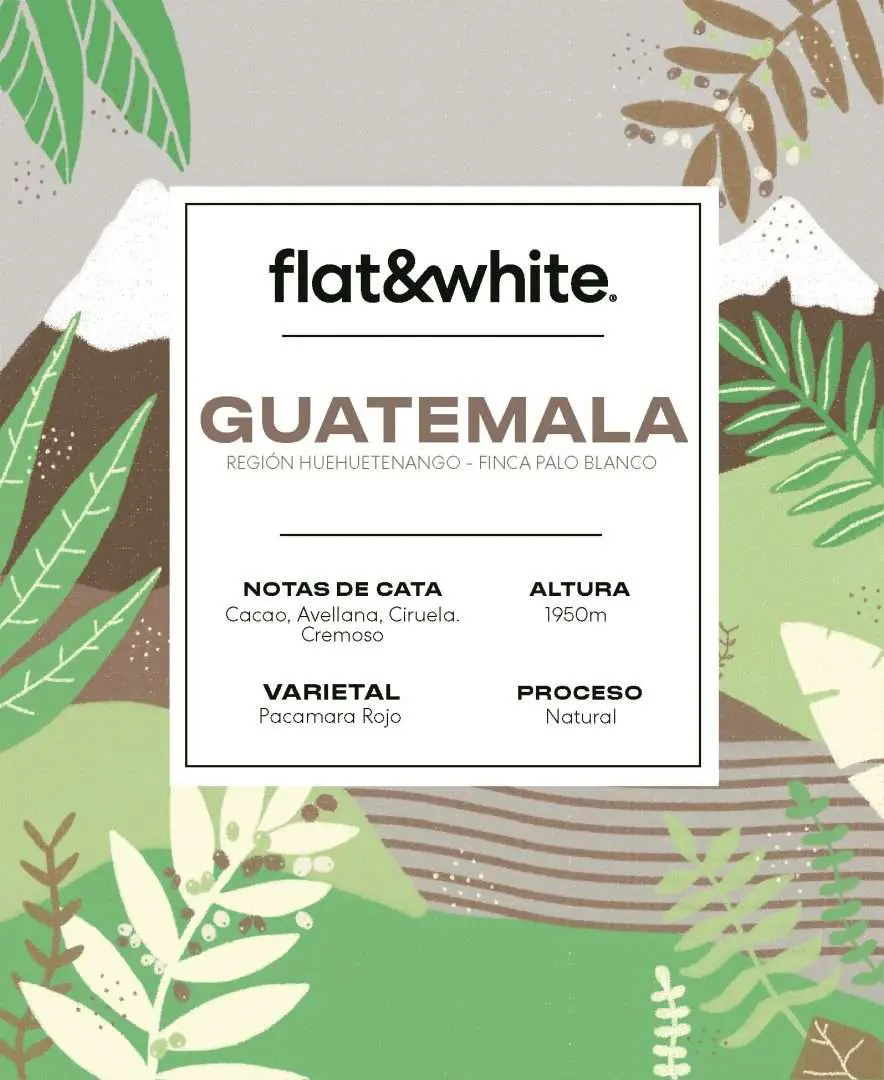 flat&white®
GUATEMALA
REGIÓN HUEHUETENANGO - FINCA PALO BLANCO
NOTAS DE CATA
Cacao, Avellana, Ciruela.
Cremoso
ALTURA
1950m
VARIETAL
Pacamara Rojo
PROCESO
Natural